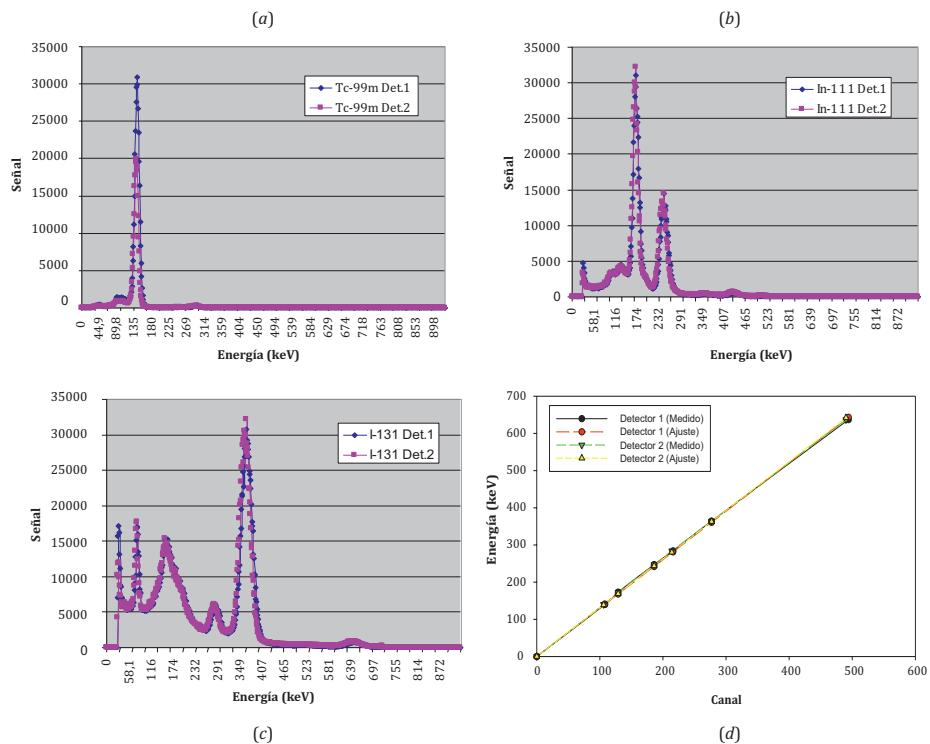 (a)
35000
30000
25000
20000
15000
10000
5000
0
Señal
Tc-99m Det.1
Tc-99m Det.2
0 44,9 89,8 135 180 225 269 314 359 404 450 494 539 584 629 674 718 763 808 853 898
Energía (keV)
(b)
35000
30000
25000
20000
15000
10000
5000
0
Señal
In-111 Det.1
In-111 Det.2
0 58,1 116 174 232 291 349 407 465 523 581 639 697 755 814 872
Energía (keV)
35000
30000
25000
20000
15000
10000
5000
0
Señal
I-131 Det.1
I-131 Det.2
0 58,1 116 174 232 291 349 407 465 523 581 639 697 755 814 872
Energía (keV)
(c)
700
600
500
400
300
200
100
0
Energía (keV)
Detector 1 (Medido)
Detector 1 (Ajuste)
Detector 2 (Medido)
Detector 2 (Ajuste)
0 100 200 300 400 500 600
Canal
(d)